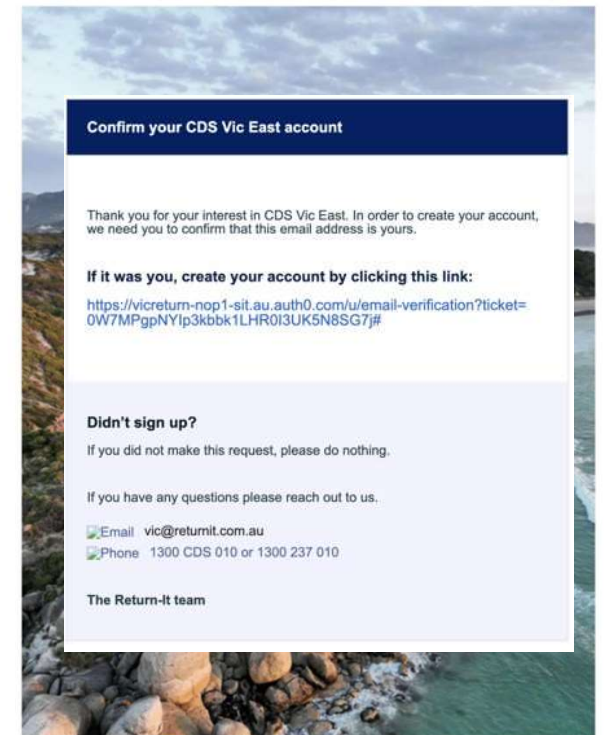 Confirm your CDS Vic East account
Thank you for your interest in CDS Vic East. In order to create your account,
we need you to confirm that this email address is yours.
If it was you, create your account by clicking this link:
https://vicreturn-nop1-sit.au.auth0.com/u/email-verification?ticket=
0W7MPgpNYIp3kbbk1LHR0I3UK5N8SG7j#
Didn't sign up?
If you did not make this request, please do nothing.
If you have any questions please reach out to us.
Email vic@returnit.com.au
Phone 1300 CDS 010 or 1300 237 010
The Return-It team